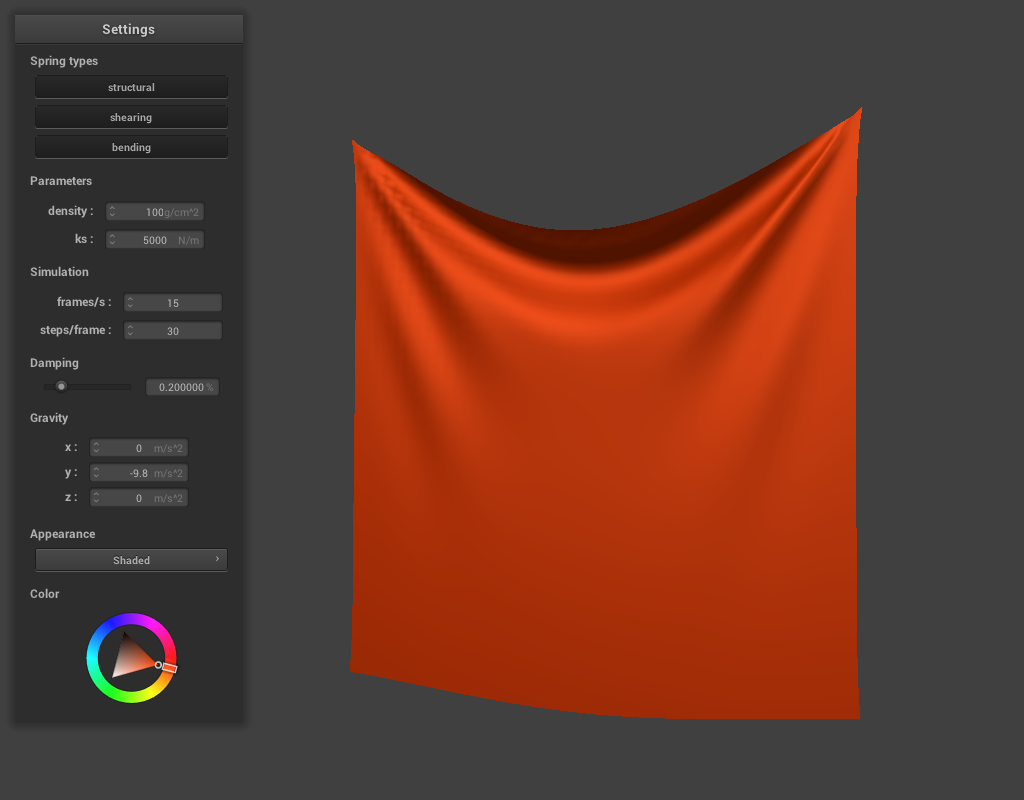 Settings
Spring types
structural
shearing
bending
Parameters
density : 100 g/cm^2
ks : 5000 N/m
Simulation
frames/s : 15
steps/frame : 30
Damping
0.200000 %
Gravity
x : 0 m/s^2
y : -9.8 m/s^2
z : 0 m/s^2
Appearance
Shaded
Color